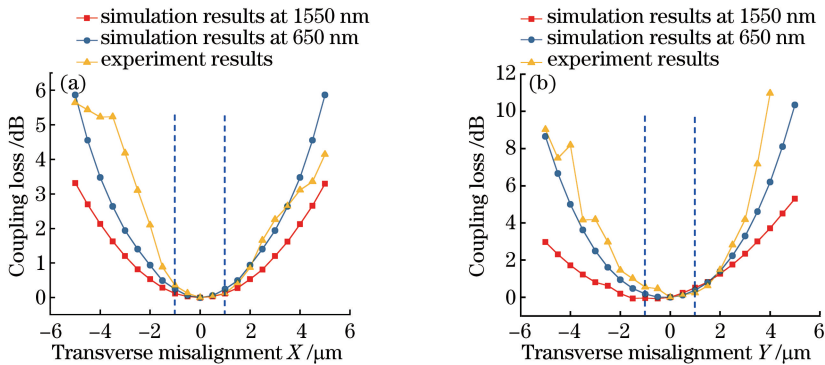 simulation results at 1550 nm
simulation results at 650 nm
experiment results
(a)
Coupling loss /dB
6
5
4
3
2
1
0
−6 −4 −2 0 2 4 6
Transverse misalignment X /μm
simulation results at 1550 nm
simulation results at 650 nm
experiment results
(b)
Coupling loss /dB
12
10
8
6
4
2
0
−6 −4 −2 0 2 4 6
Transverse misalignment Y /μm